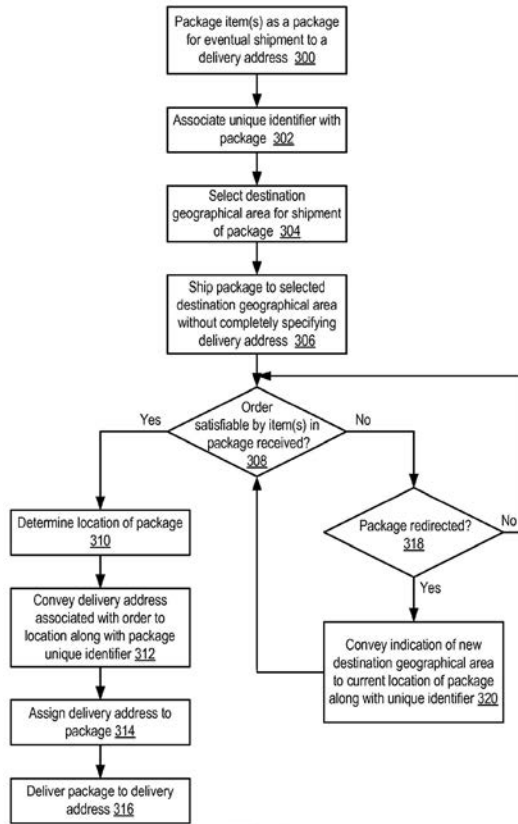 Package item(s) as a package
for eventual shipment to a
delivery address 300
Associate unique identifier with
package 302
Select destination
geographical area for shipment
of package 304
Ship package to selected
destination geographical area
without completely specifying
delivery address 306
Order
satisfiable by item(s) in
package received?
308
Yes
No
Determine location of package
310
Package redirected?
318
No
Yes
Convey delivery address
associated with order to
location along with package
unique identifier 312
Convey indication of new
destination geographical area
to current location of package
along with unique identifier 320
Assign delivery address to
package 314
Deliver package to delivery
address 316